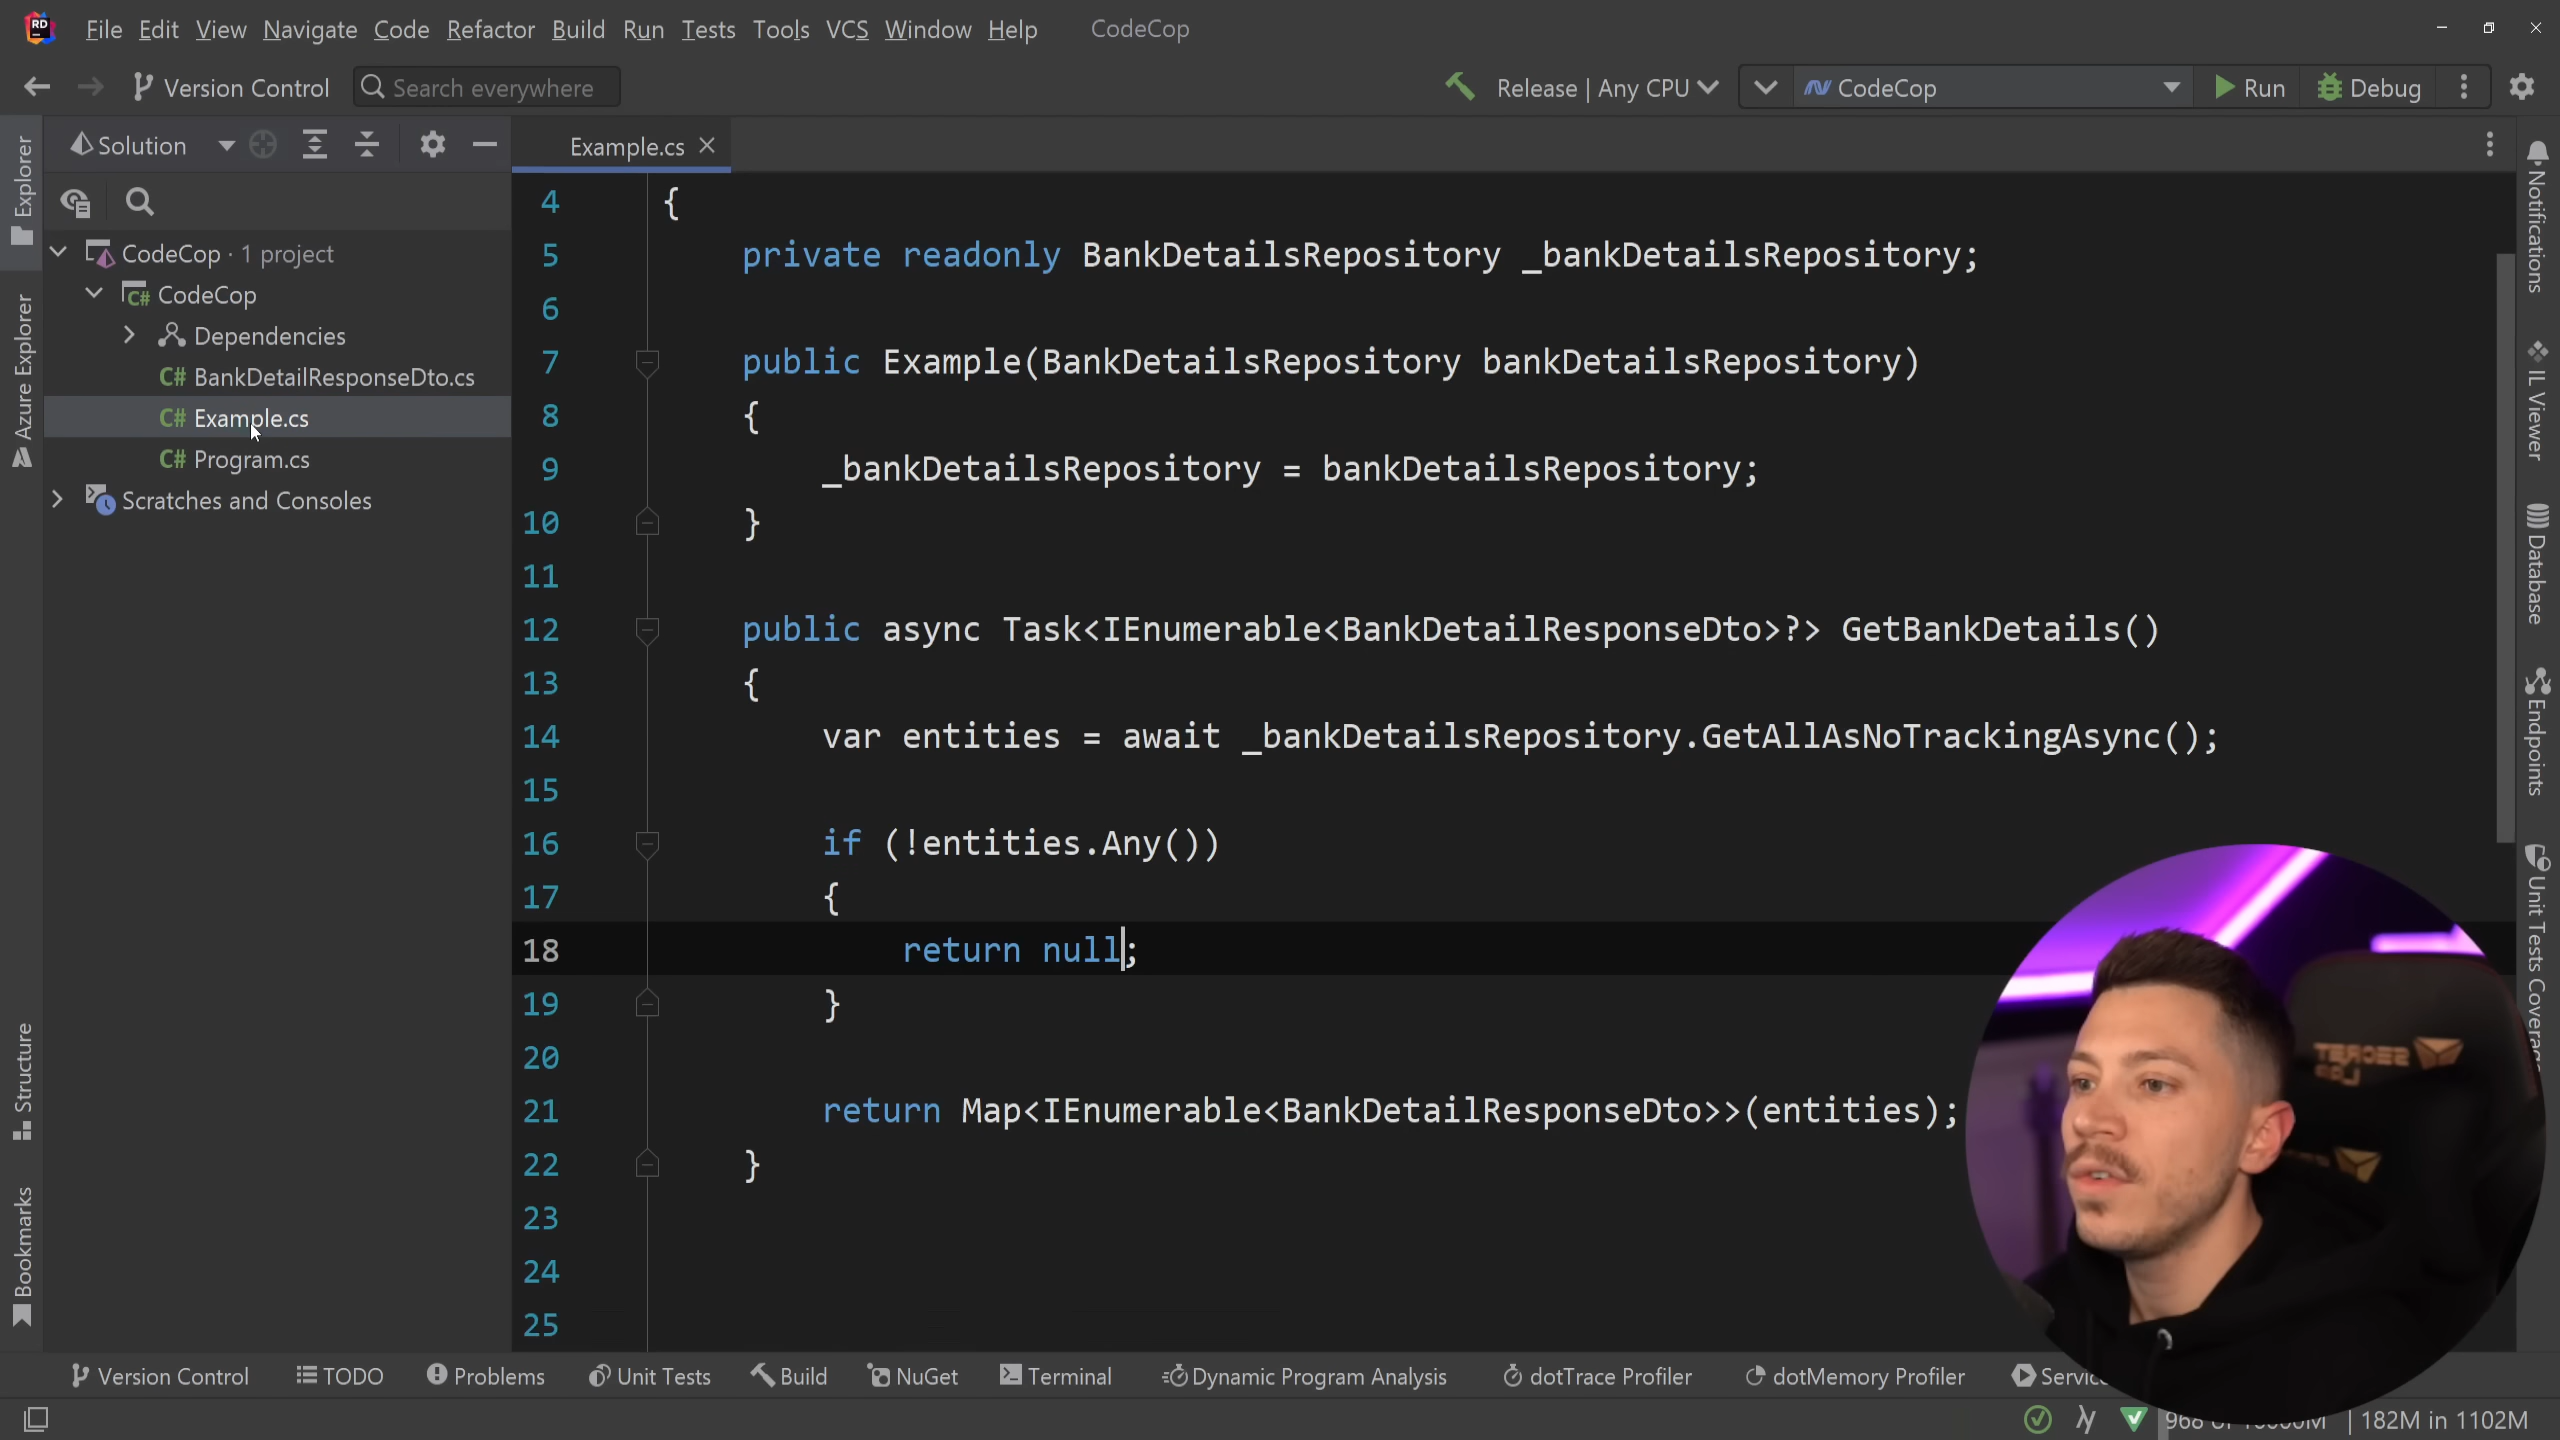 RD File Edit View Navigate Code Refactor Build Run Tests Tools VCS Window Help CodeCop
Version Control Search everywhere Release | Any CPU CodeCop Run Debug
Solution
Example.cs
Explorer
Azure Explorer
Structure
Bookmarks
CodeCop · 1 project
C# CodeCop
Dependencies
C# BankDetailResponseDto.cs
C# Example.cs
C# Program.cs
Scratches and Consoles
4 {
5 private readonly BankDetailsRepository _bankDetailsRepository;
6
7 public Example(BankDetailsRepository bankDetailsRepository)
8 {
9 _bankDetailsRepository = bankDetailsRepository;
10 }
11
12 public async Task<IEnumerable<BankDetailResponseDto>?> GetBankDetails()
13 {
14 var entities = await _bankDetailsRepository.GetAllAsNoTrackingAsync();
15
16 if (!entities.Any())
17 {
18 return null;
19 }
20
21 return Map<IEnumerable<BankDetailResponseDto>>(entities);
22 }
23
24
25
Notifications
IL Viewer
Database
Endpoints
Unit Tests Coverage
SECRET
LAB
Version Control TODO Problems Unit Tests Build NuGet Terminal Dynamic Program Analysis dotTrace Profiler dotMemory Profiler
182M in 1102M